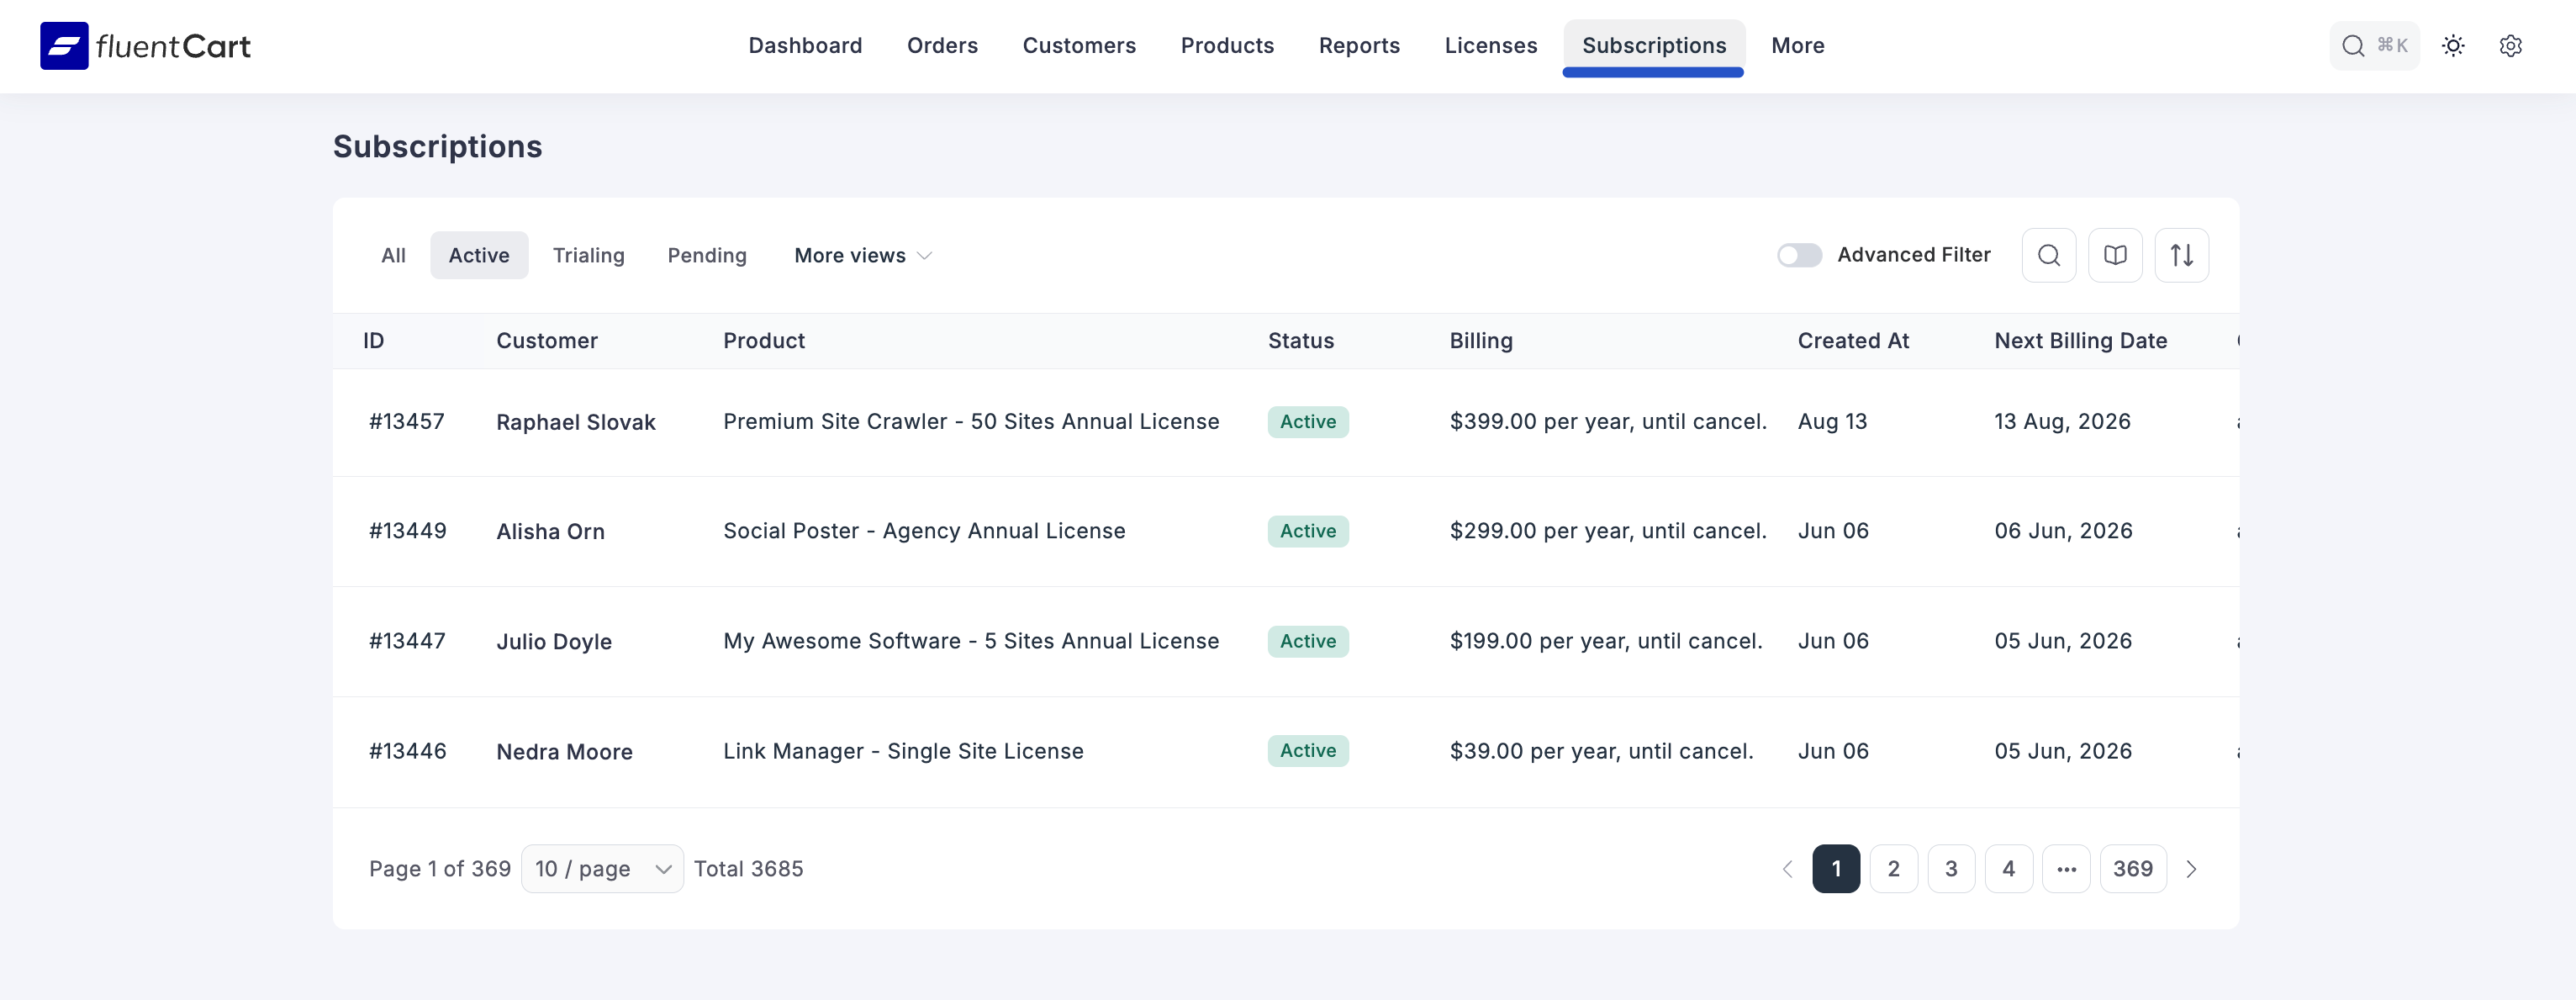 fluentCart Dashboard Orders Customers Products Reports Licenses Subscriptions More ⌘K
Subscriptions
All Active Trialing Pending More views Advanced Filter
ID Customer Product Status Billing Created At Next Billing Date
#13457 Raphael Slovak Premium Site Crawler - 50 Sites Annual License Active $399.00 per year, until cancel. Aug 13 13 Aug, 2026
#13449 Alisha Orn Social Poster - Agency Annual License Active $299.00 per year, until cancel. Jun 06 06 Jun, 2026
#13447 Julio Doyle My Awesome Software - 5 Sites Annual License Active $199.00 per year, until cancel. Jun 06 05 Jun, 2026
#13446 Nedra Moore Link Manager - Single Site License Active $39.00 per year, until cancel. Jun 06 05 Jun, 2026
Page 1 of 369 10 / page Total 3685 1 2 3 4 ••• 369